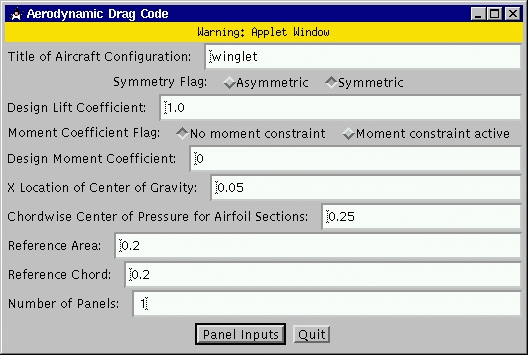 Aerodynamic Drag Code
Warning: Applet Window
Title of Aircraft Configuration: winglet
Symmetry Flag: Asymmetric Symmetric
Design Lift Coefficient: 1.0
Moment Coefficient Flag: No moment constraint Moment constraint active
Design Moment Coefficient: 0
X Location of Center of Gravity: 0.05
Chordwise Center of Pressure for Airfoil Sections: 0.25
Reference Area: 0.2
Reference Chord: 0.2
Number of Panels: 1
Panel Inputs Quit